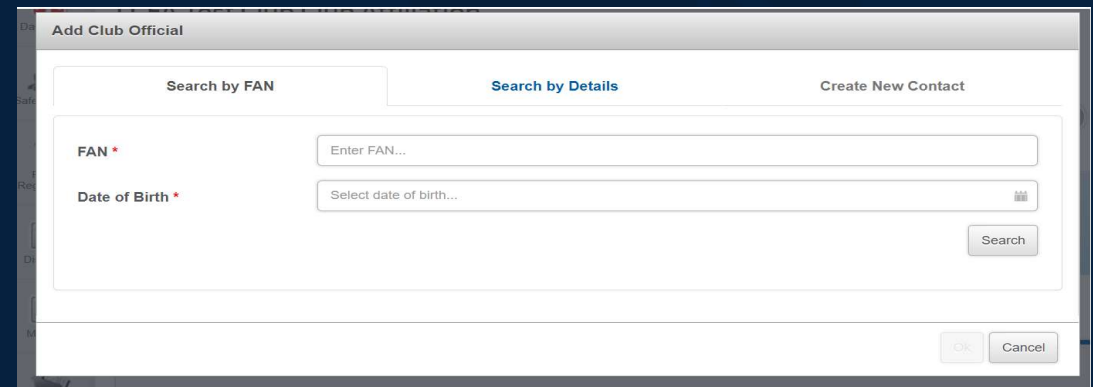 Add Club Official
Search by FAN
Search by Details
Create New Contact
FAN *
Enter FAN...
Date of Birth *
Select date of birth...
Search
Ok
Cancel